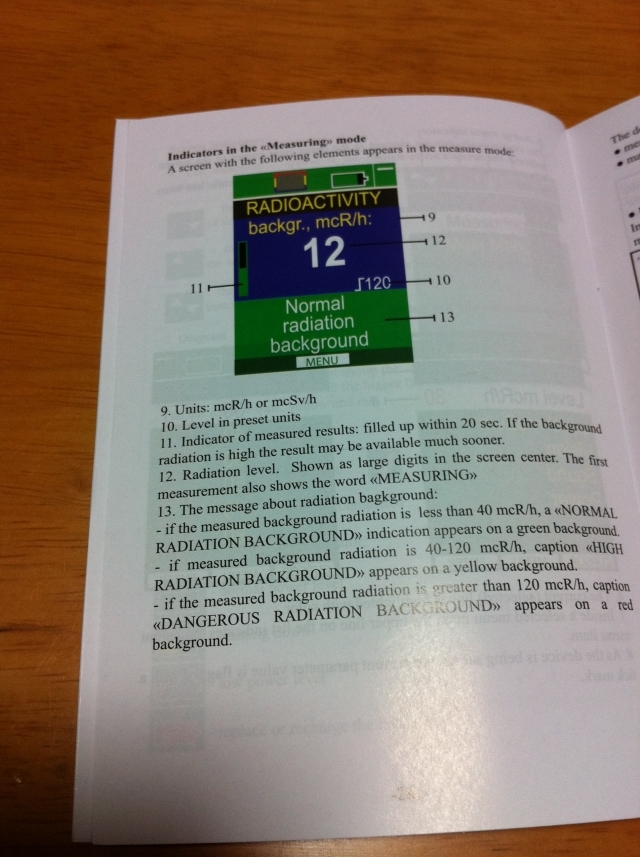 Indicators in the «Measuring» mode
A screen with the following elements appears in the measure mode:
RADIOACTIVITY
backgr., mcR/h:
9
12
12
11
120
10
Normal
radiation
background
13
MENU
9. Units: mcR/h or mcSv/h
10. Level in preset units
11. Indicator of measured results: filled up within 20 sec. If the background
radiation is high the result may be available much sooner.
12. Radiation level. Shown as large digits in the screen center. The first
measurement also shows the word «MEASURING»
13. The message about radiation bagground:
- if the measured background radiation is less than 40 mcR/h, a «NORMAL
RADIATION BACKGROUND» indication appears on a green background.
- if measured background radiation is 40-120 mcR/h, caption «HIGH
RADIATION BACKGROUND» appears on a yellow background.
- if the measured background radiation is greater than 120 mcR/h, caption
«DANGEROUS RADIATION BACKGROUND» appears on a red
background.
The